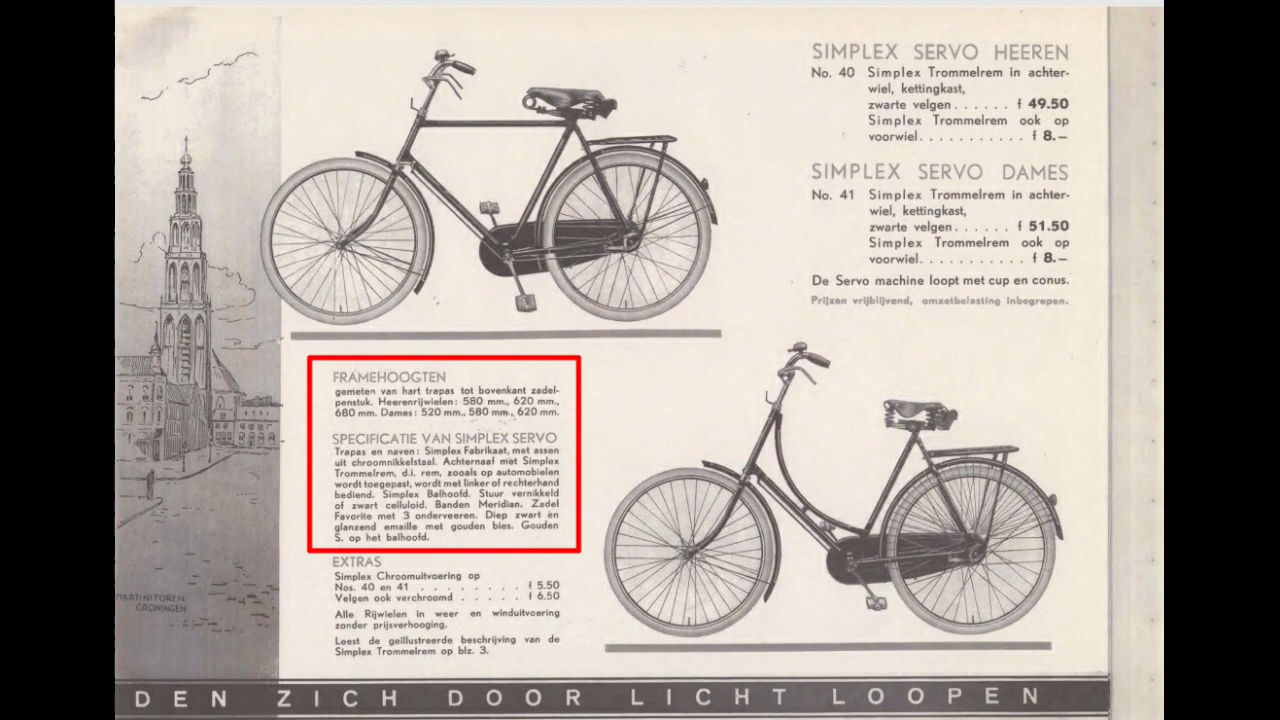 SIMPLEX SERVO HEEREN
No. 40 Simplex Trommelrem in achter-
wiel, kettingkast,
zwarte velgen . . . . . . f 49.50
Simplex Trommelrem ook op
voorwiel. . . . . . . . . . . f 8.—
SIMPLEX SERVO DAMES
No. 41 Simplex Trommelrem in achter-
wiel, kettingkast,
zwarte velgen . . . . . . f 51.50
Simplex Trommelrem ook op
voorwiel. . . . . . . . . . . f 8.—
De Servo machine loopt met cup en conus.
Prijzen vrijblijvend, omzetbelasting inbegrepen.
FRAMEHOOGTEN
gemeten van hart trapas tot bovenkant zadel-
penstuk. Heerenrijwielen: 580 mm., 620 mm.,
680 mm. Dames: 520 mm., 580 mm., 620 mm.
SPECIFICATIE VAN SIMPLEX SERVO
Trapas en naven: Simplex Fabrikaat, met assen
uit chroomnikkelstaal. Achternaaf met Simplex
Trommelrem, d.i. rem, zooals op automobielen
wordt toegepast, wordt met linker of rechterhand
bediend. Simplex Balhoofd. Stuur vernikkeld
of zwart celluloid. Banden Meridian. Zadel
Favorite met 3 onderveeren. Diep zwart en
glanzend emaille met gouden bies. Gouden
S. op het balhoofd.
EXTRAS
Simplex Chroomuitvoering op
Nos. 40 en 41 . . . . . . . . f 5.50
Velgen ook verchroomd . . . . . f 6.50
Alle Rijwielen in weer en winduitvoering
zonder prijsverhooging.
Leest de geïllustreerde beschrijving van de
Simplex Trommelrem op blz. 3.
MARTINITOREN
GRONINGEN
DEN ZICH DOOR LICHT LOOPEN